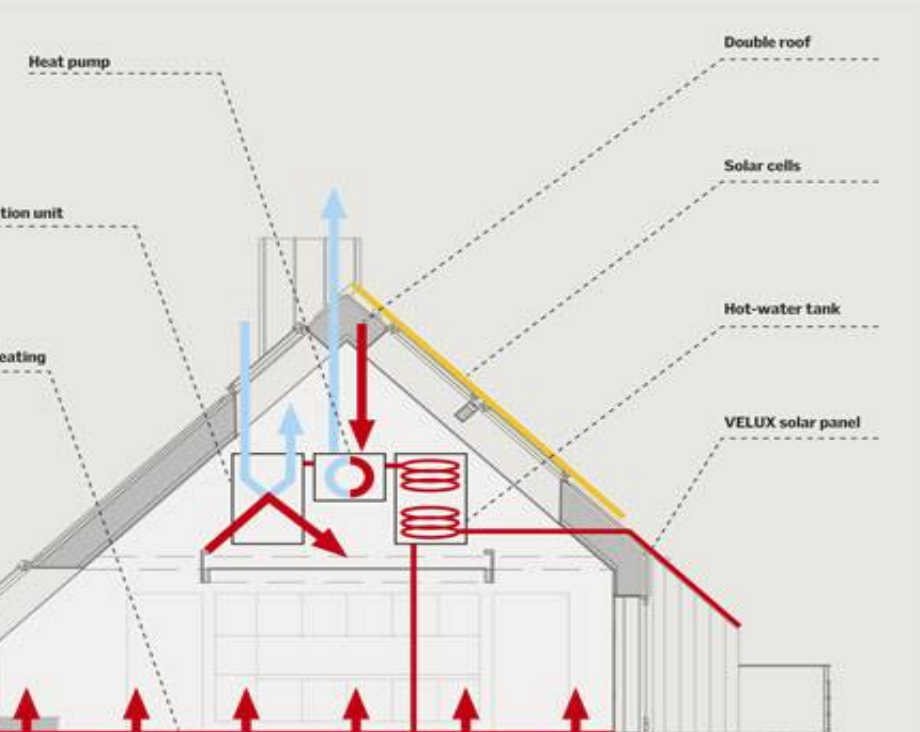 Double roof
Heat pump
Solar cells
tion unit
Hot-water tank
eating
VELUX solar panel